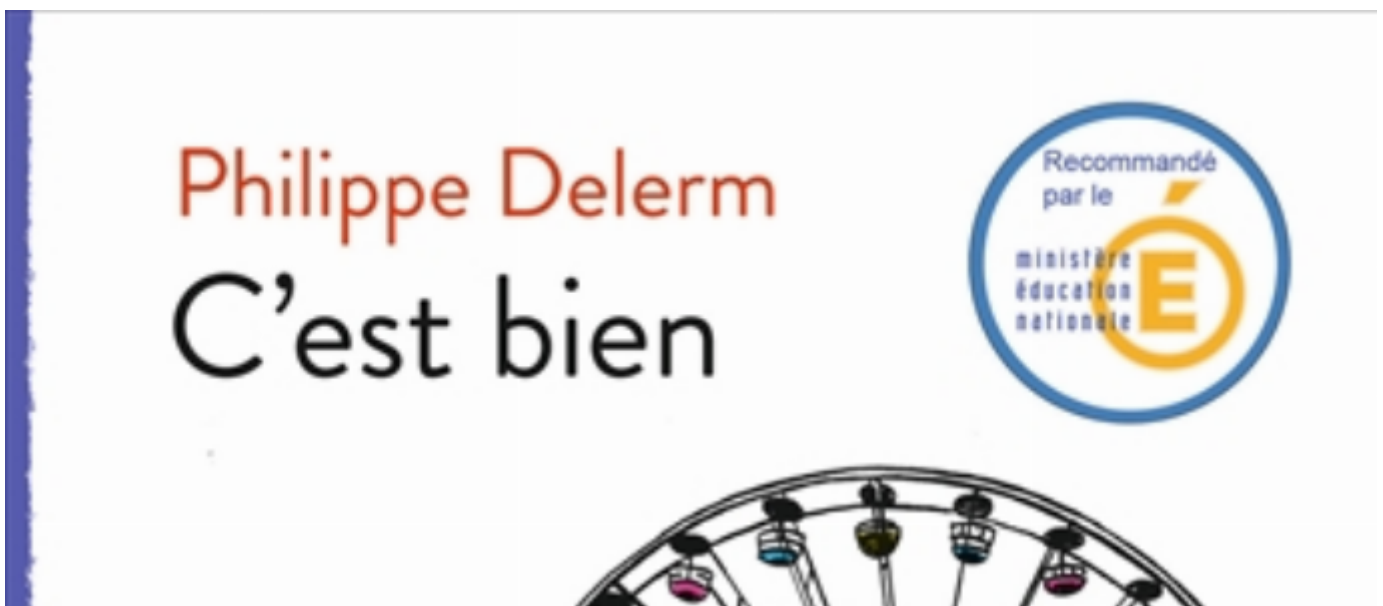 Philippe Delerm
C'est bien
Recommandé
par le
ministère
éducation
nationale
É